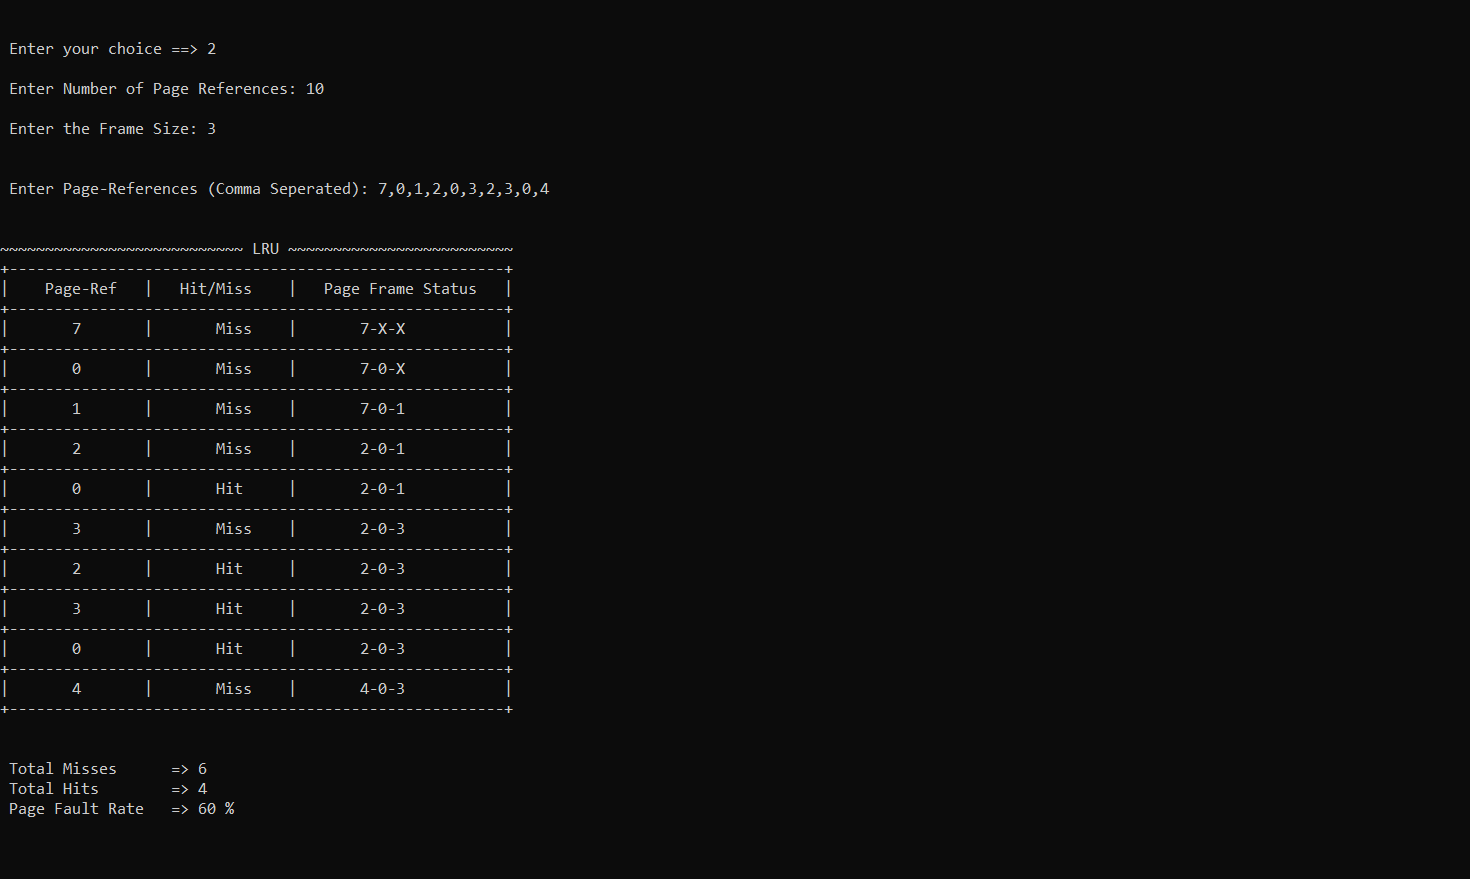 Enter your choice ==> 2
Enter Number of Page References: 10
Enter the Frame Size: 3
Enter Page-References (Comma Seperated): 7,0,1,2,0,3,2,3,0,4
~~~~~~~~~~~~~~~~~~~~~~~~~~~ LRU ~~~~~~~~~~~~~~~~~~~~~~~~~
+-------------------------------------------------------+
|    Page-Ref   |   Hit/Miss    |   Page Frame Status   |
+-------------------------------------------------------+
|       7       |       Miss    |       7-X-X           |
+-------------------------------------------------------+
|       0       |       Miss    |       7-0-X           |
+-------------------------------------------------------+
|       1       |       Miss    |       7-0-1           |
+-------------------------------------------------------+
|       2       |       Miss    |       2-0-1           |
+-------------------------------------------------------+
|       0       |       Hit     |       2-0-1           |
+-------------------------------------------------------+
|       3       |       Miss    |       2-0-3           |
+-------------------------------------------------------+
|       2       |       Hit     |       2-0-3           |
+-------------------------------------------------------+
|       3       |       Hit     |       2-0-3           |
+-------------------------------------------------------+
|       0       |       Hit     |       2-0-3           |
+-------------------------------------------------------+
|       4       |       Miss    |       4-0-3           |
+-------------------------------------------------------+
Total Misses      => 6
Total Hits        => 4
Page Fault Rate   => 60 %